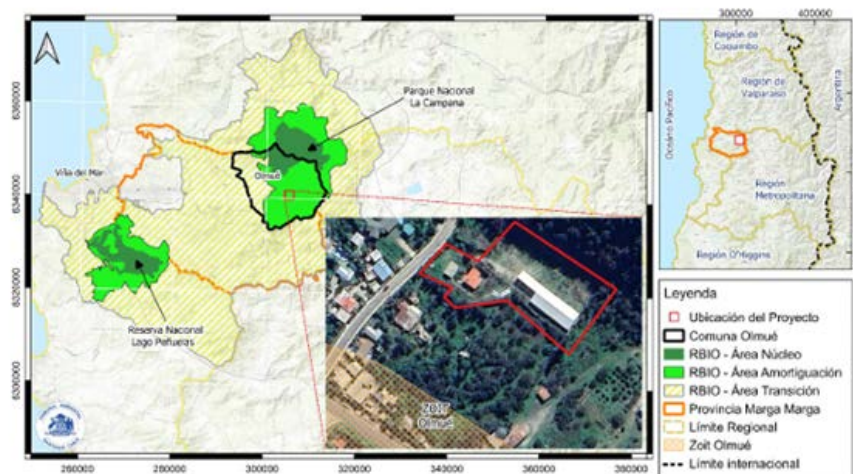 Parque Nacional
La Campana
Viña del Mar
Olmué
Reserva Nacional
Lago Peñuelas
ZOIT
Olmué
6360000
6340000
6320000
6300000
260000
280000
300000
320000
340000
360000
380000
300000
400000
Región de
Coquimbo
Región de
Valparaíso
Océano Pacífico
Argentina
Región
Metropolitana
Región O'Higgins
Leyenda
Ubicación del Proyecto
Comuna Olmué
RBIO - Área Núcleo
RBIO - Área Amortiguación
RBIO - Área Transición
Provincia Marga Marga
Límite Regional
Zoit Olmué
Límite internacional